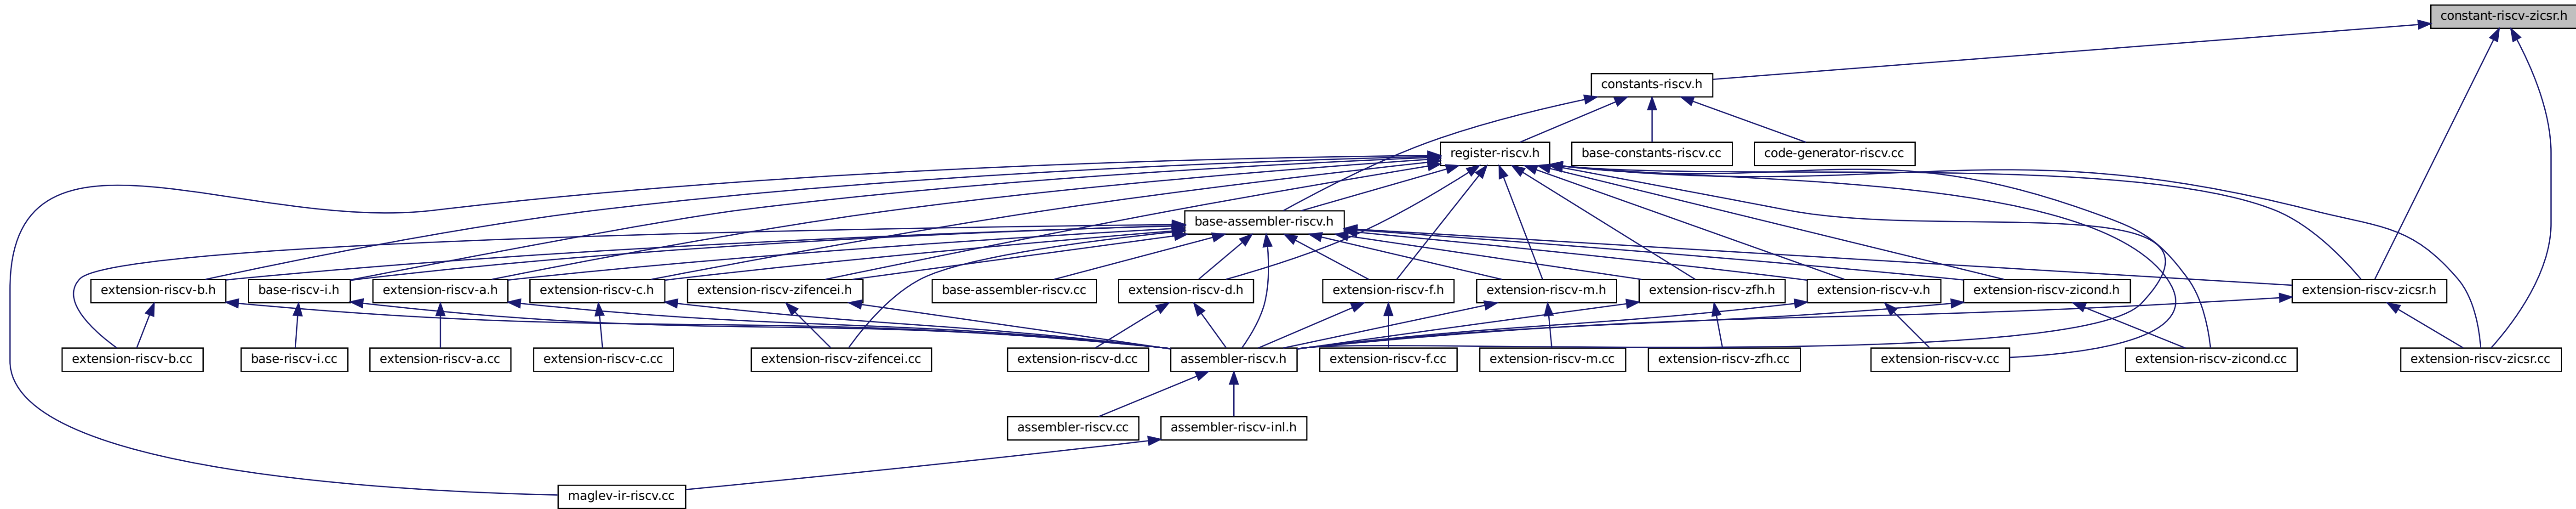 constant-riscv-zicsr.h
constants-riscv.h
register-riscv.h
base-constants-riscv.cc
code-generator-riscv.cc
base-assembler-riscv.h
extension-riscv-b.h
base-riscv-i.h
extension-riscv-a.h
extension-riscv-c.h
extension-riscv-zifencei.h
base-assembler-riscv.cc
extension-riscv-d.h
extension-riscv-f.h
extension-riscv-m.h
extension-riscv-zfh.h
extension-riscv-v.h
extension-riscv-zicond.h
extension-riscv-zicsr.h
extension-riscv-b.cc
base-riscv-i.cc
extension-riscv-a.cc
extension-riscv-c.cc
extension-riscv-zifencei.cc
extension-riscv-d.cc
assembler-riscv.h
extension-riscv-f.cc
extension-riscv-m.cc
extension-riscv-zfh.cc
extension-riscv-v.cc
extension-riscv-zicond.cc
extension-riscv-zicsr.cc
assembler-riscv.cc
assembler-riscv-inl.h
maglev-ir-riscv.cc